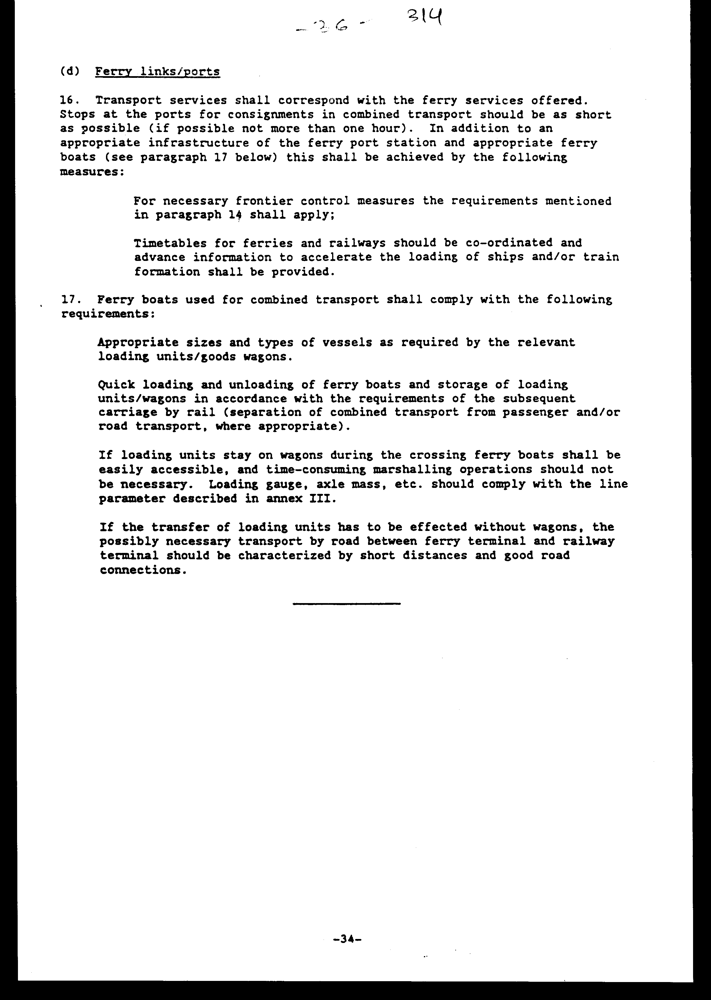 -36- 314
(d) Ferry links/ports
16. Transport services shall correspond with the ferry services offered.
Stops at the ports for consignments in combined transport should be as short
as possible (if possible not more than one hour). In addition to an
appropriate infrastructure of the ferry port station and appropriate ferry
boats (see paragraph 17 below) this shall be achieved by the following
measures:
For necessary frontier control measures the requirements mentioned
in paragraph 14 shall apply;
Timetables for ferries and railways should be co-ordinated and
advance information to accelerate the loading of ships and/or train
formation shall be provided.
17. Ferry boats used for combined transport shall comply with the following
requirements:
Appropriate sizes and types of vessels as required by the relevant
loading units/goods wagons.
Quick loading and unloading of ferry boats and storage of loading
units/wagons in accordance with the requirements of the subsequent
carriage by rail (separation of combined transport from passenger and/or
road transport, where appropriate).
If loading units stay on wagons during the crossing ferry boats shall be
easily accessible, and time-consuming marshalling operations should not
be necessary. Loading gauge, axle mass, etc. should comply with the line
parameter described in annex III.
If the transfer of loading units has to be effected without wagons, the
possibly necessary transport by road between ferry terminal and railway
terminal should be characterized by short distances and good road
connections.
-34-